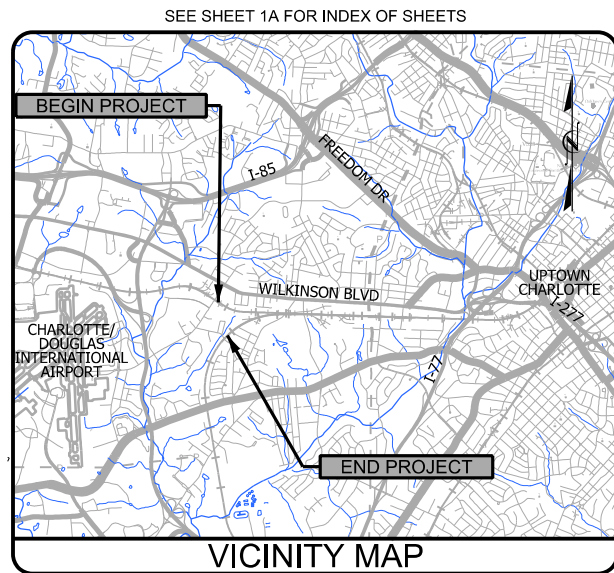 SEE SHEET 1A FOR INDEX OF SHEETS
BEGIN PROJECT
I-85
FREEDOM DR
WILKINSON BLVD
UPTOWN
CHARLOTTE
I-277
CHARLOTTE/
DOUGLAS
INTERNATIONAL
AIRPORT
I-77
END PROJECT
VICINITY MAP